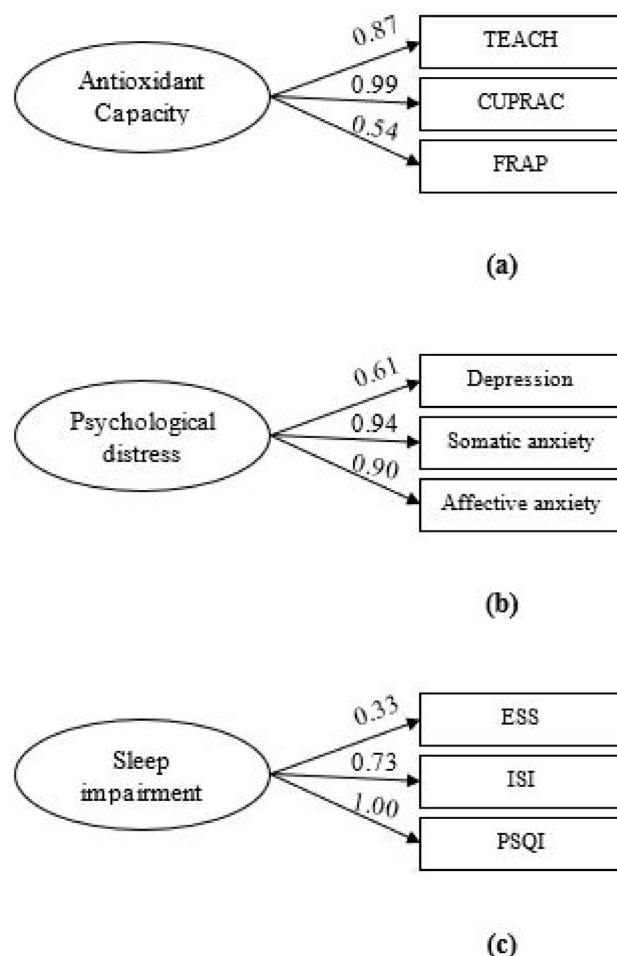 0.87
TEACH
Antioxidant
Capacity
0.99
CUPRAC
0.54
FRAP
(a)
0.61
Depression
Psychological
distress
0.94
Somatic anxiety
0.90
Affective anxiety
(b)
0.33
ESS
Sleep
impairment
0.73
ISI
1.00
PSQI
(c)